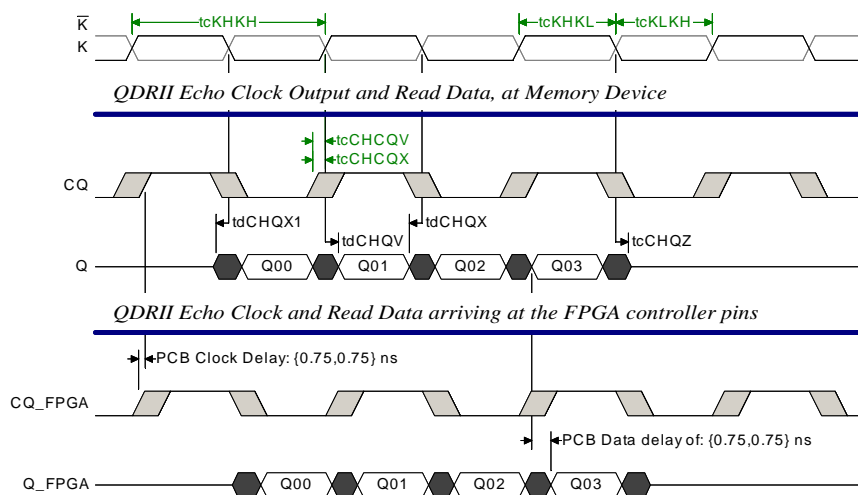 K
tcKHKH tcKHKL tcKLKH
K
QDRII Echo Clock Output and Read Data, at Memory Device
tcCHCQV
tcCHCQX
CQ
tdCHQX1 tdCHQX
tdCHQV tcCHQZ
Q Q00 Q01 Q02 Q03
QDRII Echo Clock and Read Data arriving at the FPGA controller pins
PCB Clock Delay: {0.75,0.75} ns
CQ_FPGA
PCB Data delay of: {0.75,0.75} ns
Q_FPGA Q00 Q01 Q02 Q03